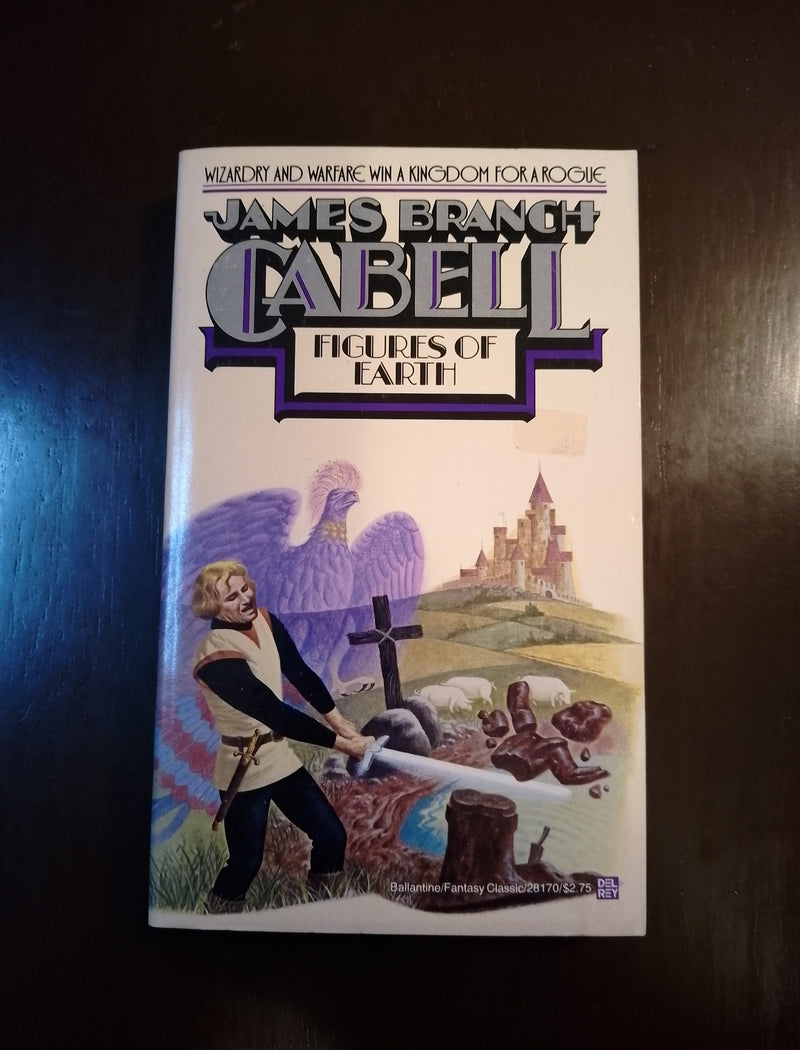 WIZARDRY AND WARFARE WIN A KINGDOM FOR A ROGUE
JAMES BRANCH
CABELL
FIGURES OF
EARTH
Ballantine/Fantasy Classic/28170/$2.75
DEL
REY